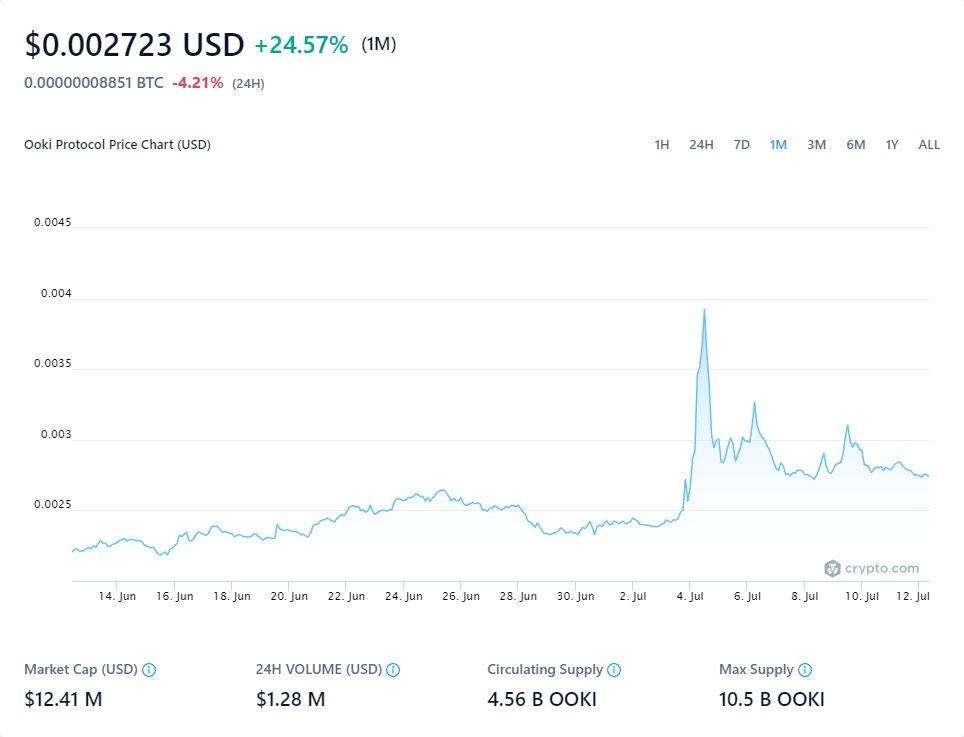 $0.002723 USD +24.57% (1M)
0.00000008851 BTC -4.21% (24H)
Ooki Protocol Price Chart (USD) 1H 24H 7D 1M 3M 6M 1Y ALL
0.0045
0.004
0.0035
0.003
0.0025
crypto.com
14. Jun 16. Jun 18. Jun 20. Jun 22. Jun 24. Jun 26. Jun 28. Jun 30. Jun 2. Jul 4. Jul 6. Jul 8. Jul 10. Jul 12. Jul
Market Cap (USD) 24H VOLUME (USD) Circulating Supply Max Supply
$12.41 M $1.28 M 4.56 B OOKI 10.5 B OOKI